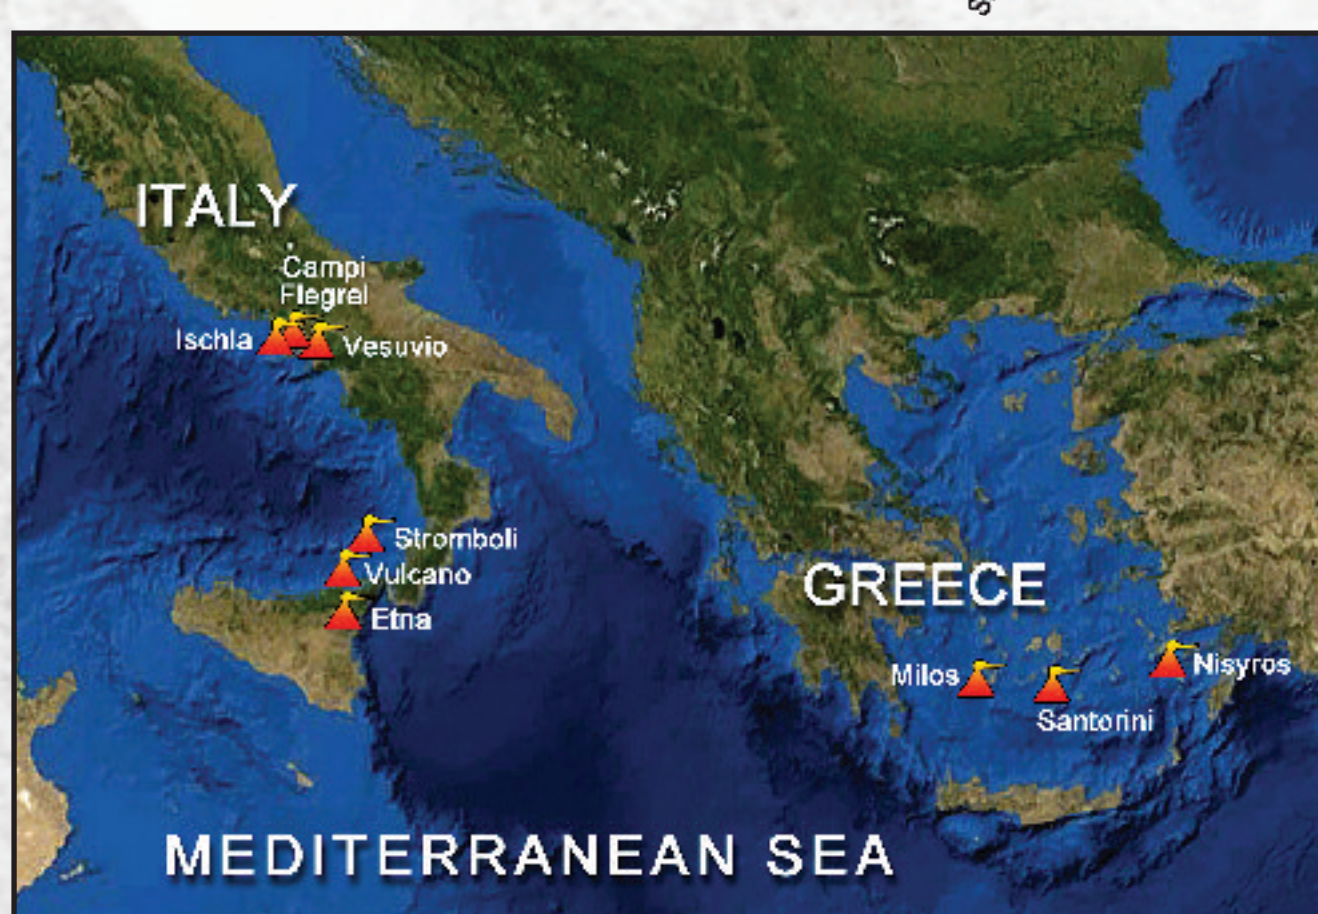 ITALY
Campi
Flegrei
Ischia
Vesuvio
Stromboli
Vulcano
Etna
GREECE
Milos
Nisyros
Santorini
MEDITERRANEAN SEA